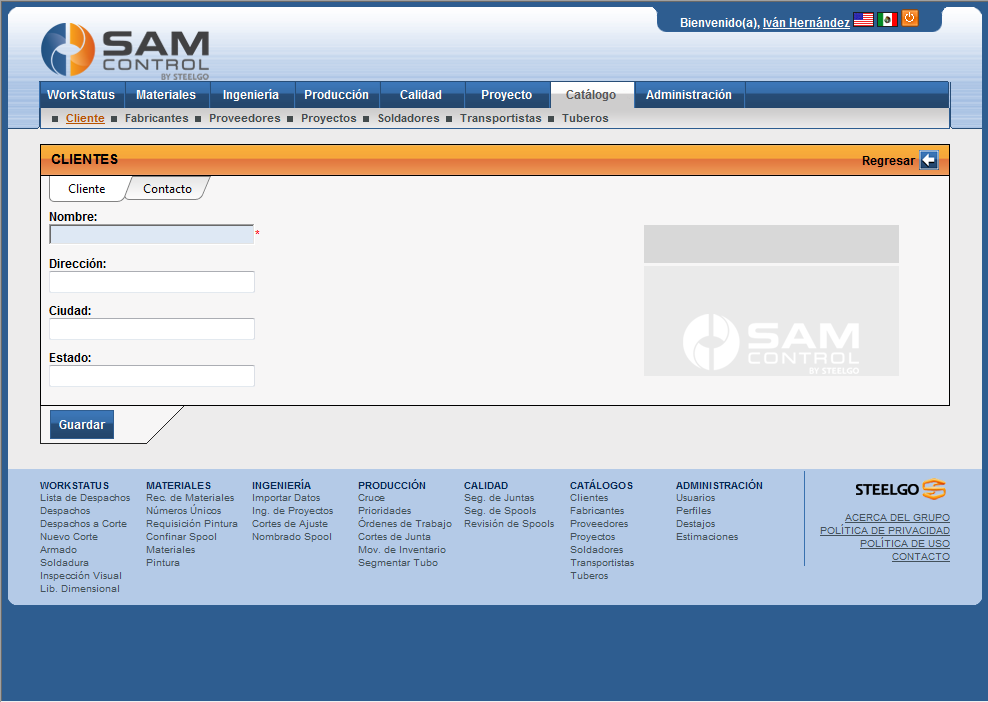 Bienvenido(a), Iván Hernández
SAM
CONTROL
BY STEELGO
WorkStatus Materiales Ingeniería Producción Calidad Proyecto Catálogo Administración
Cliente Fabricantes Proveedores Proyectos Soldadores Transportistas Tuberos
CLIENTES Regresar
Cliente Contacto
Nombre:
*
Dirección:
Ciudad:
Estado:
SAM
CONTROL
BY STEELGO
Guardar
WORKSTATUS
Lista de Despachos
Despachos
Despachos a Corte
Nuevo Corte
Armado
Soldadura
Inspección Visual
Lib. Dimensional
MATERIALES
Rec. de Materiales
Números Únicos
Requisición Pintura
Confinar Spool
Materiales
Pintura
INGENIERÍA
Importar Datos
Ing. de Proyectos
Cortes de Ajuste
Nombrado Spool
PRODUCCIÓN
Cruce
Prioridades
Órdenes de Trabajo
Cortes de Junta
Mov. de Inventario
Segmentar Tubo
CALIDAD
Seg. de Juntas
Seg. de Spools
Revisión de Spools
CATÁLOGOS
Clientes
Fabricantes
Proveedores
Proyectos
Soldadores
Transportistas
Tuberos
ADMINISTRACIÓN
Usuarios
Perfiles
Destajos
Estimaciones
STEELGO
ACERCA DEL GRUPO
POLÍTICA DE PRIVACIDAD
POLÍTICA DE USO
CONTACTO